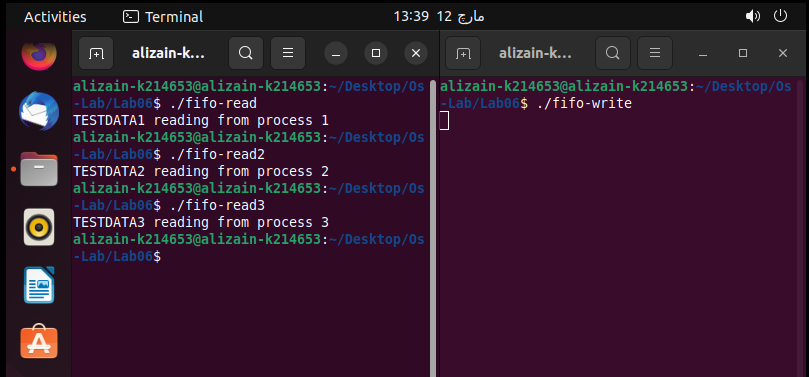 Activities
Terminal
13:39 12 مارچ
alizain-k...
alizain-k214653@alizain-k214653:~/Desktop/Os
-Lab/Lab06$ ./fifo-read
TESTDATA1 reading from process 1
alizain-k214653@alizain-k214653:~/Desktop/Os
-Lab/Lab06$ ./fifo-read2
TESTDATA2 reading from process 2
alizain-k214653@alizain-k214653:~/Desktop/Os
-Lab/Lab06$ ./fifo-read3
TESTDATA3 reading from process 3
alizain-k214653@alizain-k214653:~/Desktop/Os
-Lab/Lab06$
alizain-k...
alizain-k214653@alizain-k214653:~/Desktop/Os
-Lab/Lab06$ ./fifo-write